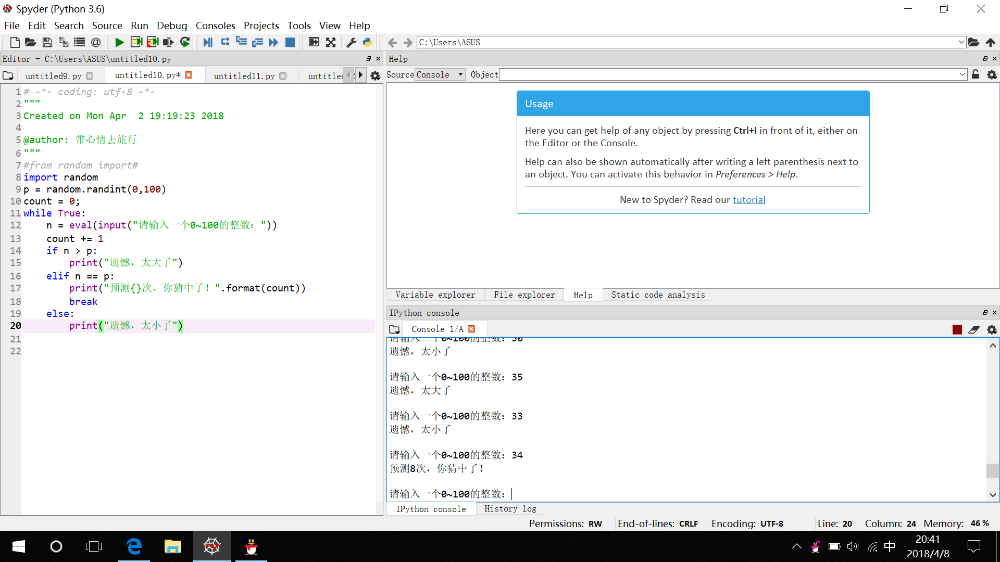 Spyder (Python 3.6)
File Edit Search Source Run Debug Consoles Projects Tools View Help
C:\Users\ASUS
Editor - C:\Users\ASUS\untitled10.py
untitled9.py untitled10.py* untitled11.py
1 # -*- coding: utf-8 -*-
2 """
3 Created on Mon Apr  2 19:19:23 2018
4
5 @author: 带心情去旅行
6 """
7 #from random import#
8 import random
9 p = random.randint(0,100)
10 count = 0;
11 while True:
12     n = eval(input("请输入一个0~100的整数："))
13     count += 1
14     if n > p:
15         print("遗憾，太大了")
16     elif n == p:
17         print("预测{}次，你猜中了！".format(count))
18         break
19     else:
20         print("遗憾，太小了")
21
22
Help
Source Console Object
Usage
Here you can get help of any object by pressing Ctrl+I in front of it, either on
the Editor or the Console.
Help can also be shown automatically after writing a left parenthesis next to
an object. You can activate this behavior in Preferences > Help.
New to Spyder? Read our tutorial
Variable explorer File explorer Help Static code analysis
IPython console
Console 1/A
请输入一个0~100的整数：30
遗憾，太小了
请输入一个0~100的整数：35
遗憾，太大了
请输入一个0~100的整数：33
遗憾，太小了
请输入一个0~100的整数：34
预测8次，你猜中了！
请输入一个0~100的整数：
IPython console History log
Permissions: RW End-of-lines: CRLF Encoding: UTF-8 Line: 20 Column: 24 Memory: 46 %
中
20:41
2018/4/8